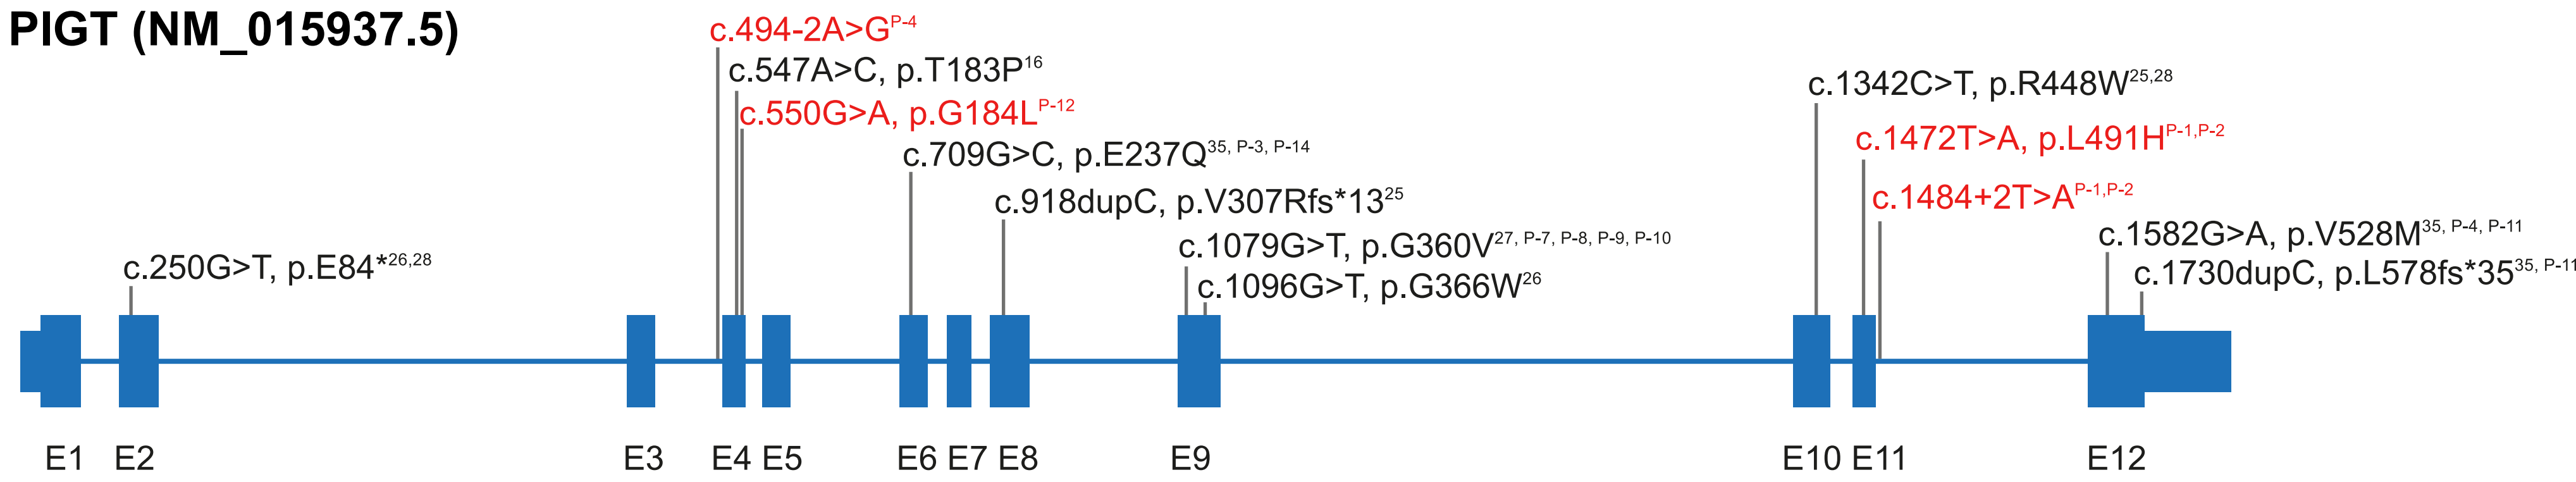 PIGT (NM_015937.5)
c.494-2A>G^P-4
c.547A>C, p.T183P^16
c.550G>A, p.G184L^P-12
c.709G>C, p.E237Q^35, P-3, P-14
c.918dupC, p.V307Rfs*13^25
c.1079G>T, p.G360V^27, P-7, P-8, P-9, P-10
c.1096G>T, p.G366W^26
c.250G>T, p.E84*^26,28
c.1342C>T, p.R448W^25,28
c.1472T>A, p.L491H^P-1,P-2
c.1484+2T>A^P-1,P-2
c.1582G>A, p.V528M^35, P-4, P-11
c.1730dupC, p.L578fs*35^35, P-11
E1 E2 E3 E4 E5 E6 E7 E8 E9 E10 E11 E12